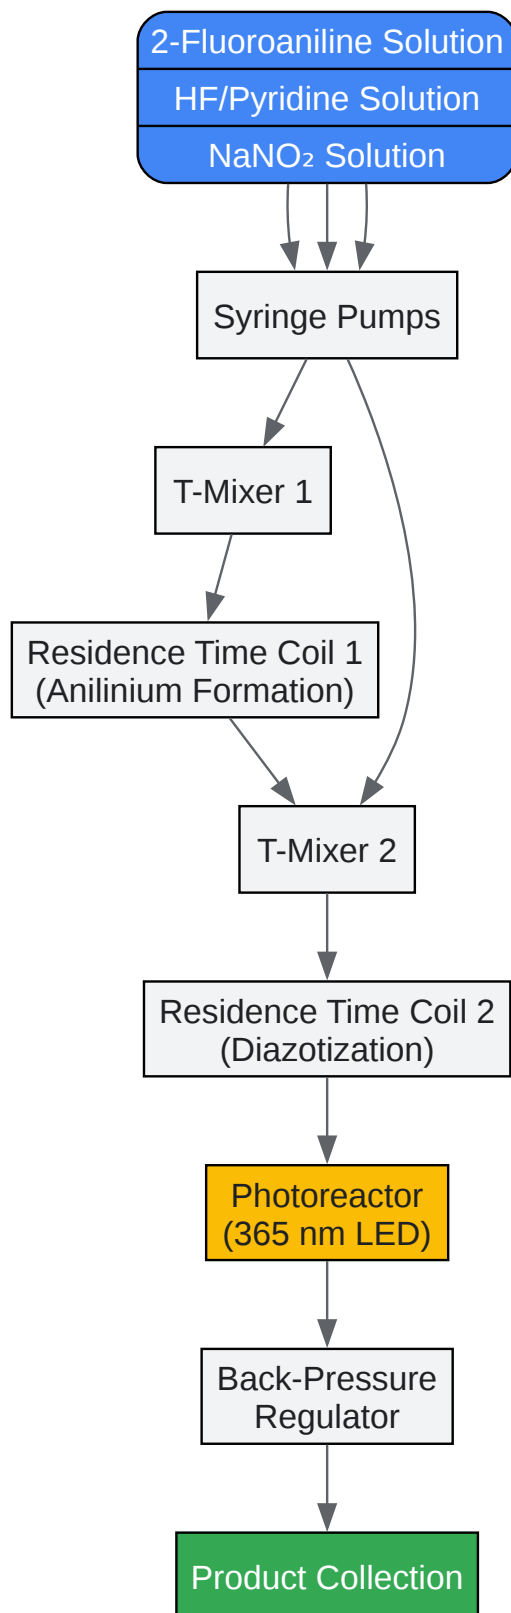 2-Fluoroaniline Solution
HF/Pyridine Solution
NaNO₂ Solution
Syringe Pumps
T-Mixer 1
Residence Time Coil 1
(Anilinium Formation)
T-Mixer 2
Residence Time Coil 2
(Diazotization)
Photoreactor
(365 nm LED)
Back-Pressure
Regulator
Product Collection